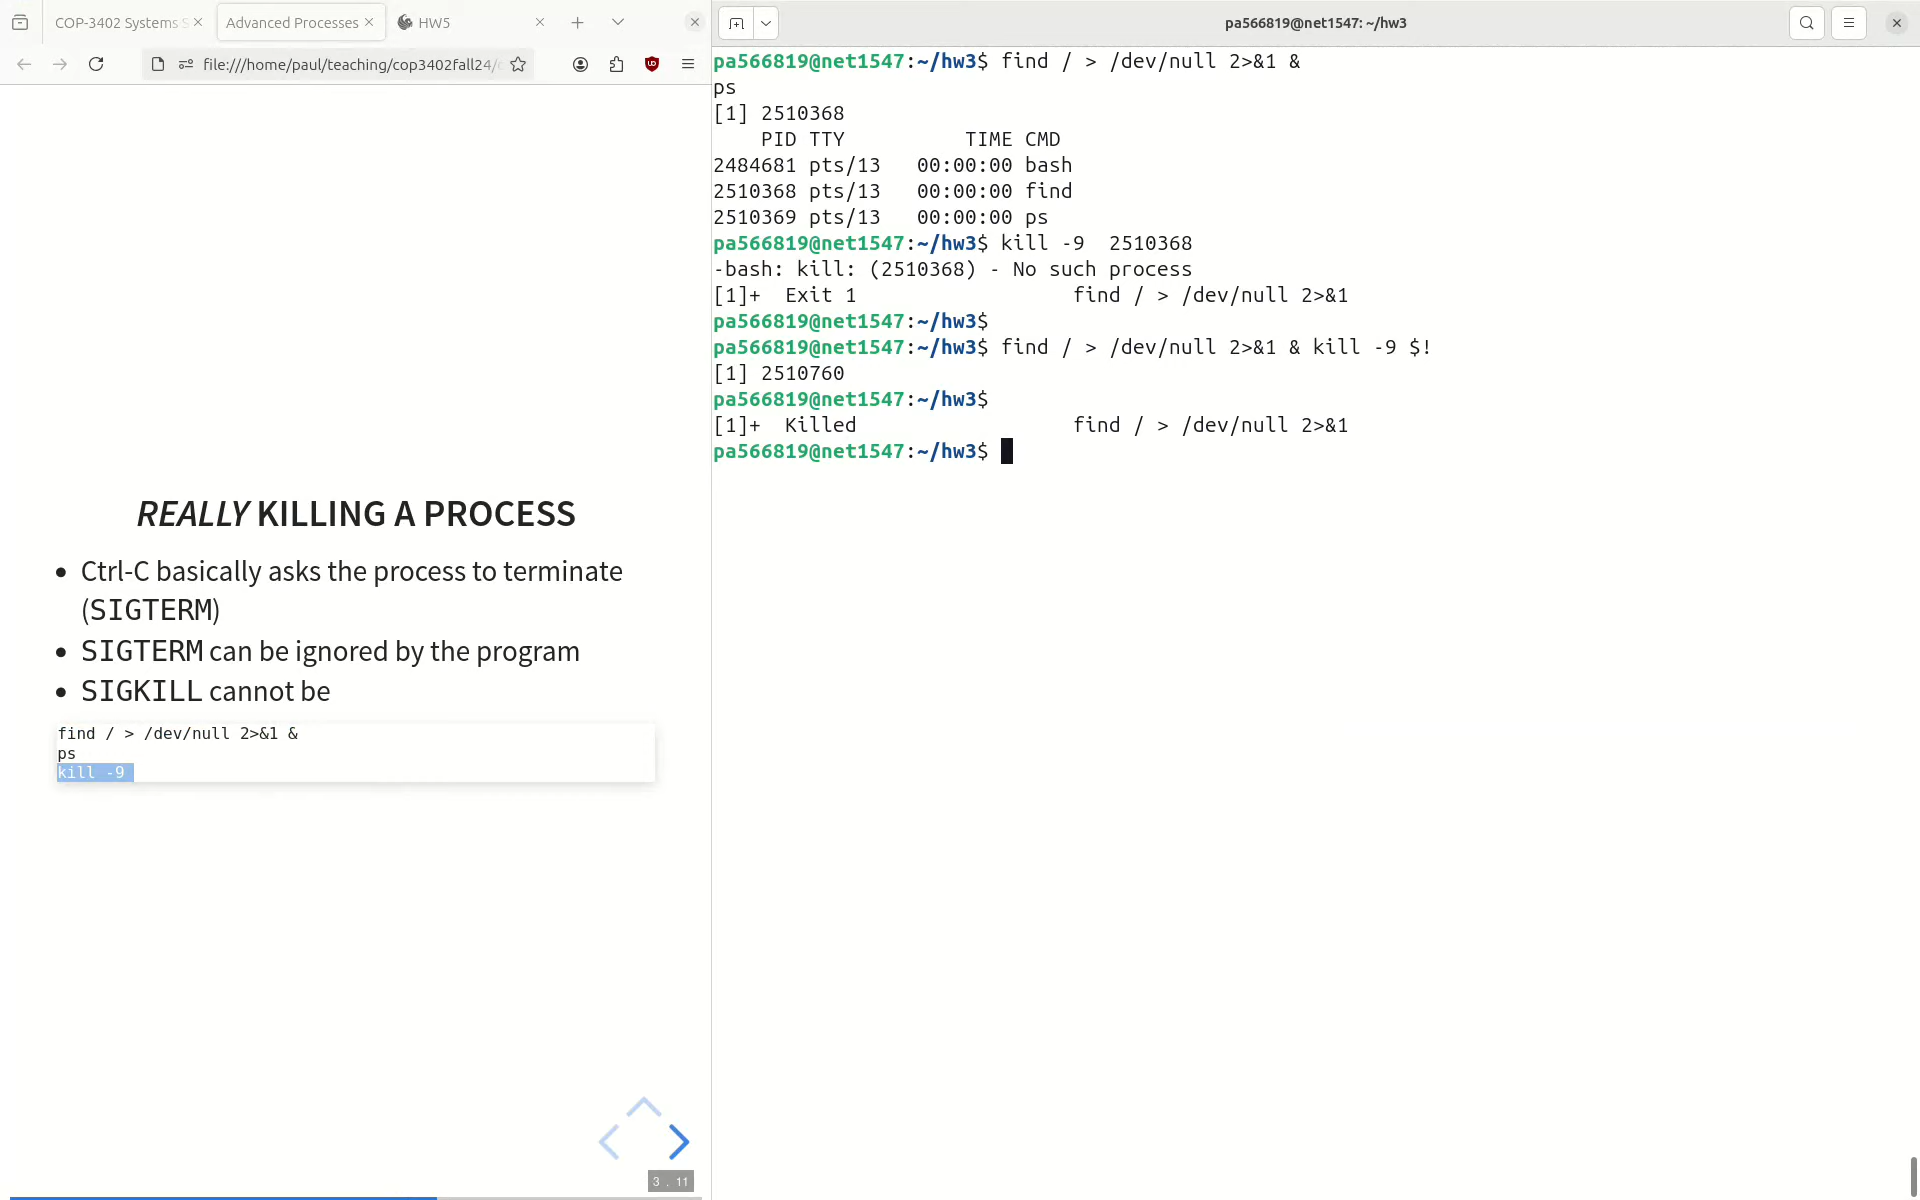 COP-3402 Systems S
Advanced Processes
HW5
file:///home/paul/teaching/cop3402fall24/
REALLY KILLING A PROCESS
• Ctrl-C basically asks the process to terminate
(SIGTERM)
• SIGTERM can be ignored by the program
• SIGKILL cannot be
find / > /dev/null 2>&1 &
ps
kill -9
3 . 11
pa566819@net1547: ~/hw3
pa566819@net1547:~/hw3$ find / > /dev/null 2>&1 &
ps
[1] 2510368
    PID TTY          TIME CMD
2484681 pts/13   00:00:00 bash
2510368 pts/13   00:00:00 find
2510369 pts/13   00:00:00 ps
pa566819@net1547:~/hw3$ kill -9  2510368
-bash: kill: (2510368) - No such process
[1]+  Exit 1                  find / > /dev/null 2>&1
pa566819@net1547:~/hw3$
pa566819@net1547:~/hw3$ find / > /dev/null 2>&1 & kill -9 $!
[1] 2510760
pa566819@net1547:~/hw3$
[1]+  Killed                  find / > /dev/null 2>&1
pa566819@net1547:~/hw3$